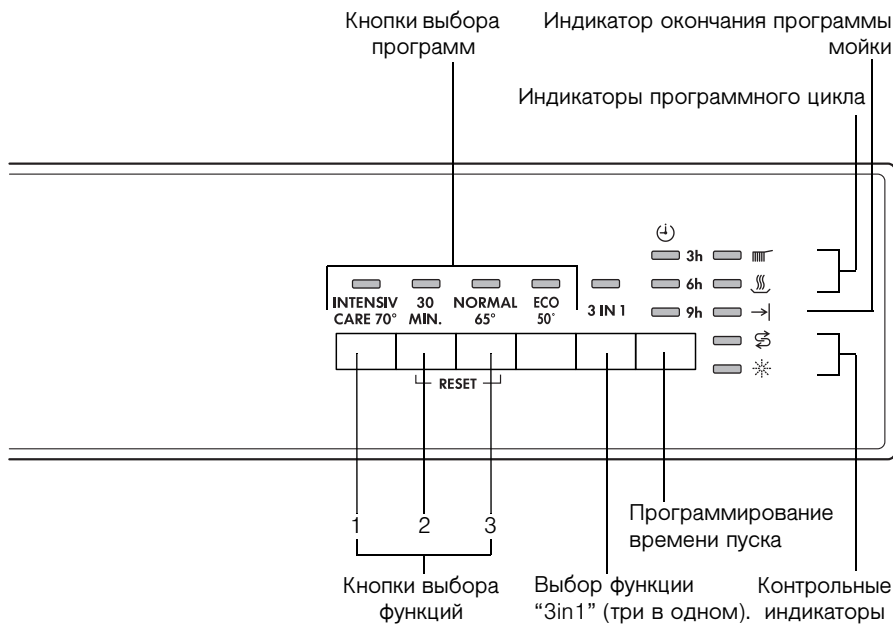 Кнопки выбора
программ
Индикатор окончания программы
мойки
Индикаторы программного цикла
3h
6h
9h
INTENSIV
CARE 70°
30
MIN.
NORMAL
65°
ECO
50°
3 IN 1
RESET
1
2
3
Программирование
времени пуска
Кнопки выбора
функций
Выбор функции
“3in1” (три в одном).
Контрольные
индикаторы